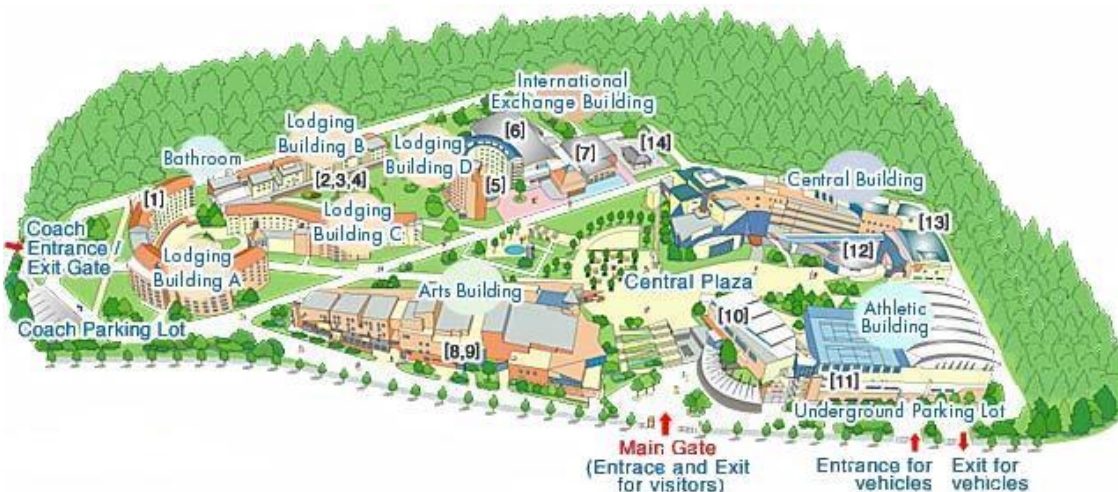 International
Exchange Building
[6]
[7]
[14]
Lodging
Building B
Bathroom
Lodging
Building D
[5]
[2,3,4]
[1]
Central Building
[13]
[12]
Lodging
Building C
Coach
Entrance /
Exit Gate
Lodging
Building A
Arts Building
Central Plaza
Athletic
Building
[10]
Coach Parking Lot
[8,9]
[11]
Underground Parking Lot
Main Gate
(Entrace and Exit
for visitors)
Entrance for
vehicles
Exit for
vehicles